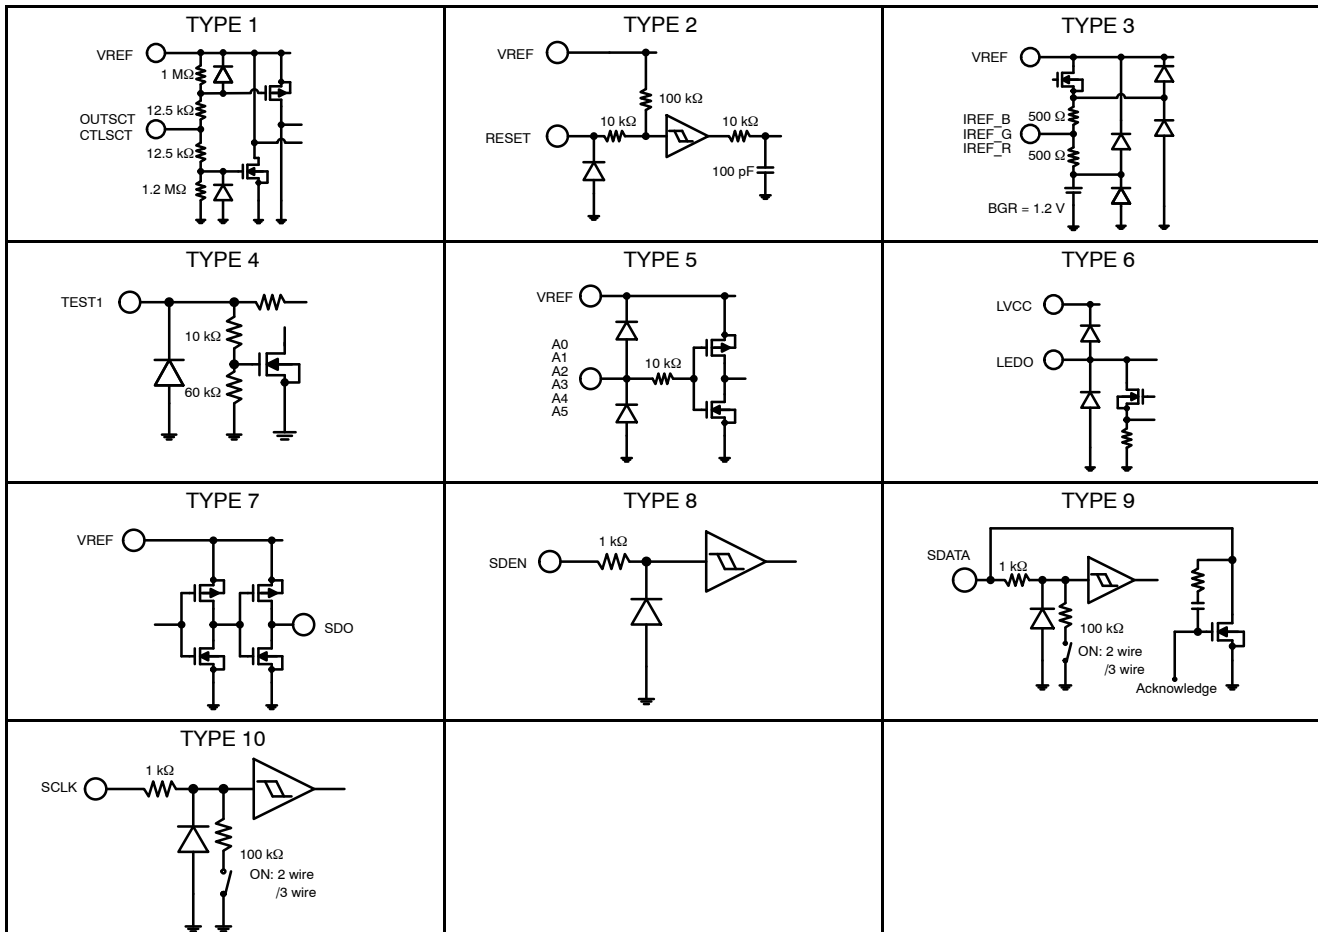 TYPE 1
VREF
1 MΩ
12.5 kΩ
OUTSCT
CTLSCT
12.5 kΩ
1.2 MΩ
TYPE 2
VREF
100 kΩ
10 kΩ
10 kΩ
RESET
100 pF
TYPE 3
VREF
IREF_B
IREF_G
IREF_R
500 Ω
500 Ω
BGR = 1.2 V
TYPE 4
TEST1
10 kΩ
60 kΩ
TYPE 5
VREF
A0
A1
A2
A3
A4
A5
10 kΩ
TYPE 6
LVCC
LEDO
TYPE 7
VREF
SDO
TYPE 8
1 kΩ
SDEN
TYPE 9
SDATA
1 kΩ
100 kΩ
ON: 2 wire
/3 wire
Acknowledge
TYPE 10
1 kΩ
SCLK
100 kΩ
ON: 2 wire
/3 wire